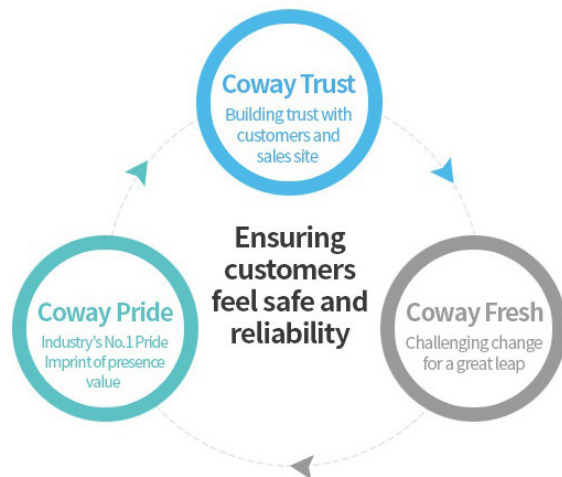 Coway Trust
Building trust with
customers and
sales site
Ensuring
customers
feel safe and
reliability
Coway Pride
Industry's No.1 Pride
Imprint of presence
value
Coway Fresh
Challenging change
for a great leap